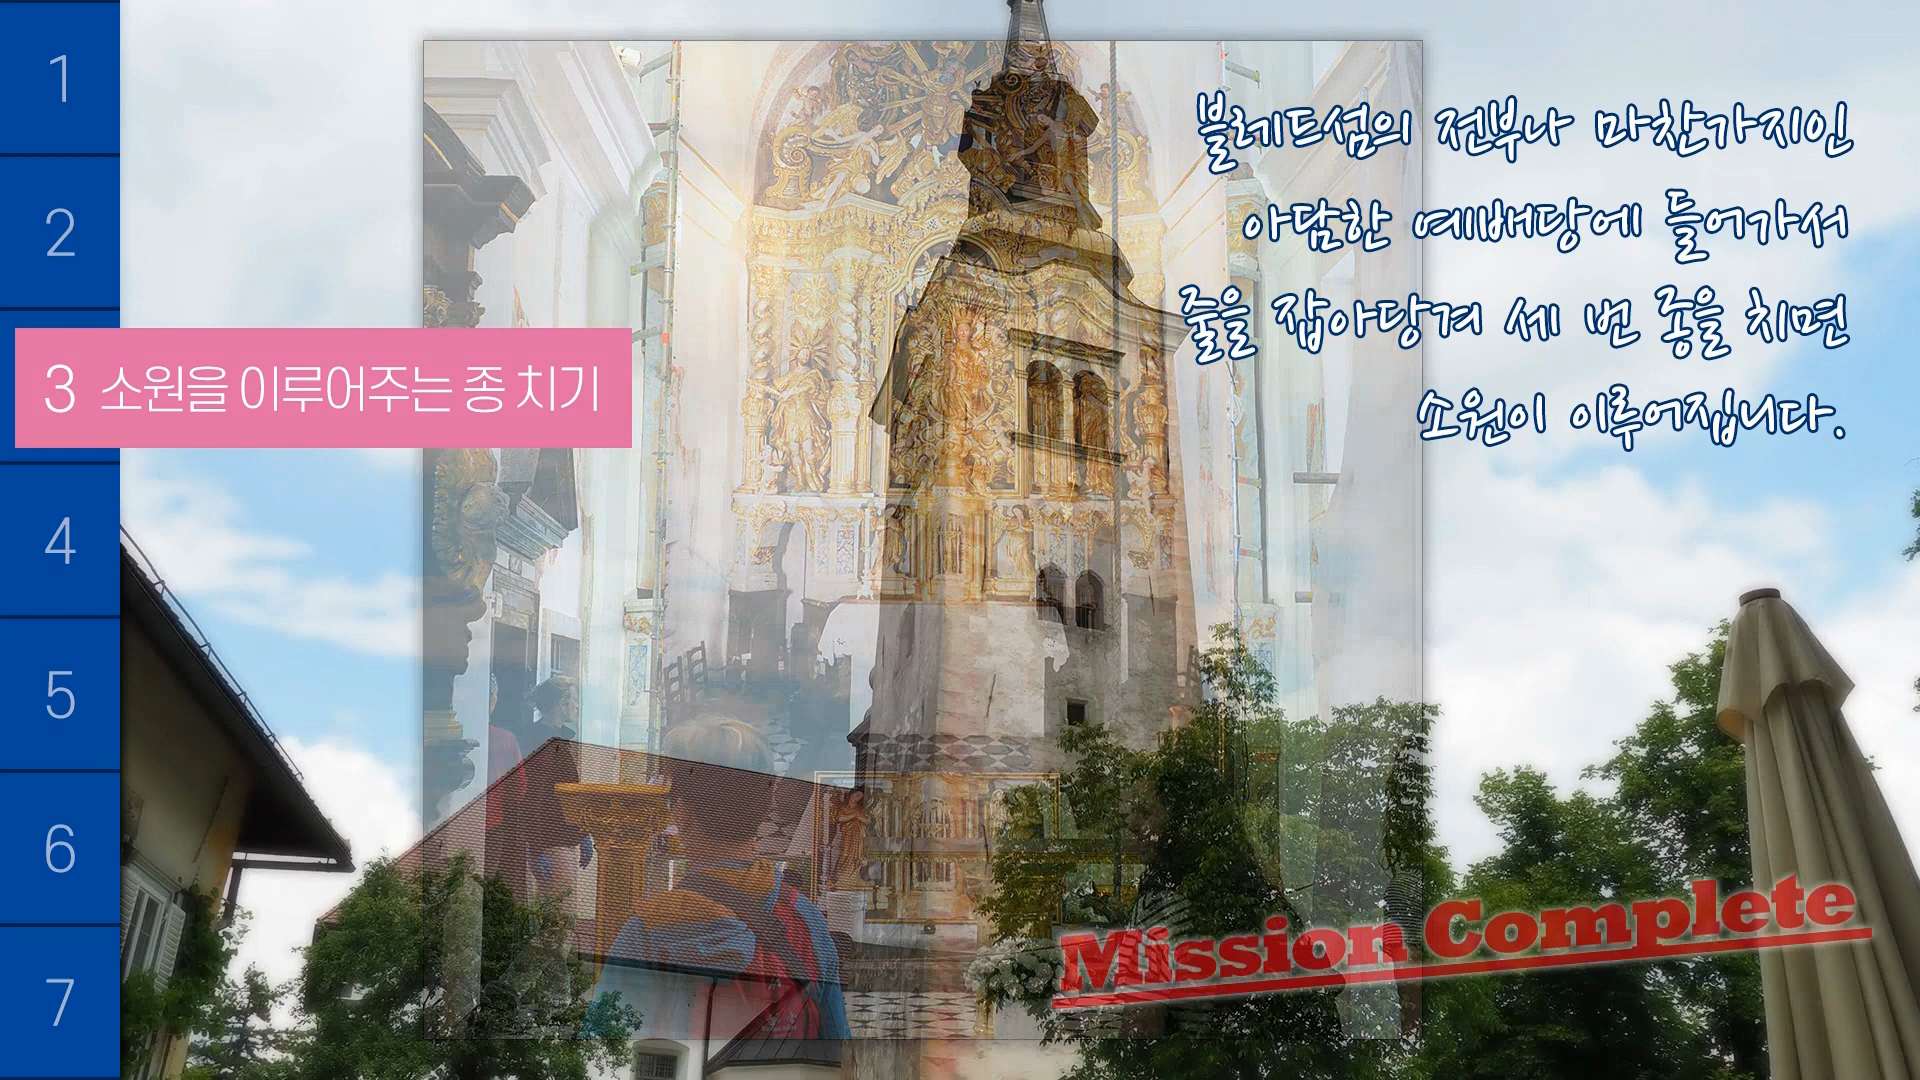 1
2
3 소원을 이루어주는 종 치기
4
5
6
7
블레드섬의 전부나 마찬가지인
아담한 예배당에 들어가서
줄을 잡아당겨 세 번 종을 치면
소원이 이루어집니다.
Mission Complete